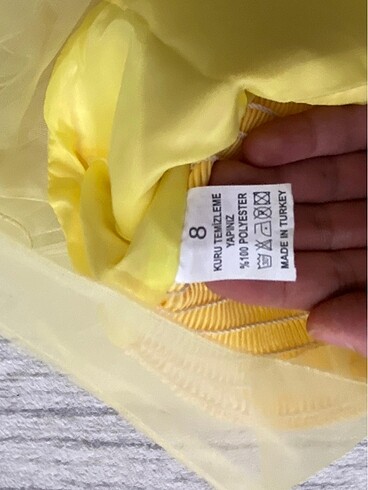 8
KURU TEMİZLEME
YAPINIZ
%100 POLYESTER
MADE IN TURKEY